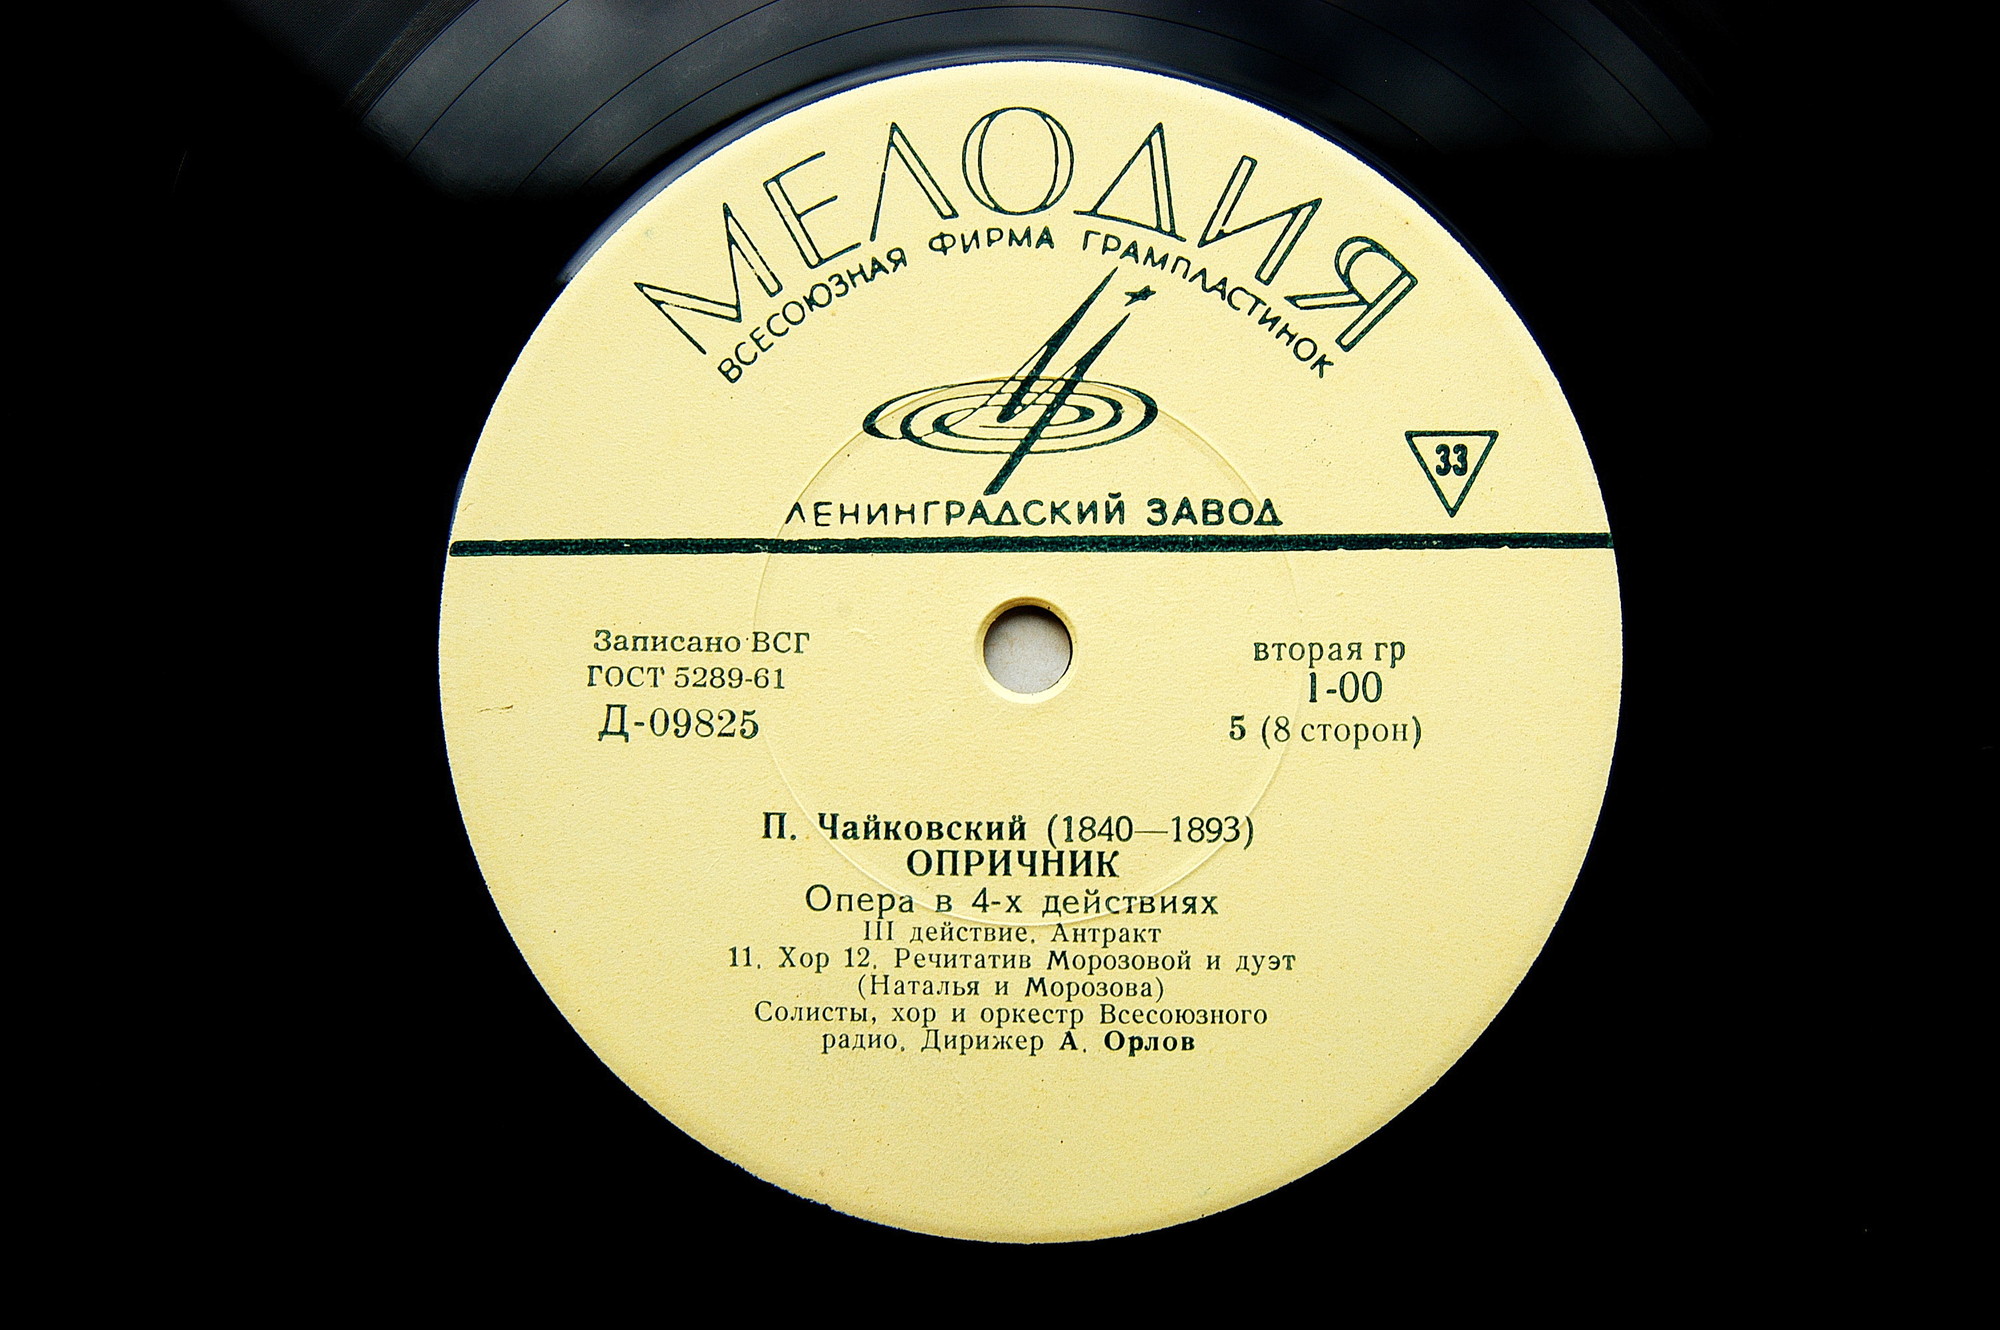 МЕЛОДИЯ
ВСЕСОЮЗНАЯ ФИРМА ГРАМПЛАСТИНОК
33
ЛЕНИНГРАДСКИЙ ЗАВОД
Записано ВСГ
ГОСТ 5289-61
Д-09825
вторая гр
1-00
5 (8 сторон)
П. Чайковский (1840—1893)
ОПРИЧНИК
Опера в 4-х действиях
III действие. Антракт
11. Хор 12. Речитатив Морозовой и дуэт
(Наталья и Морозова)
Солисты, хор и оркестр Всесоюзного
радио. Дирижер А. Орлов